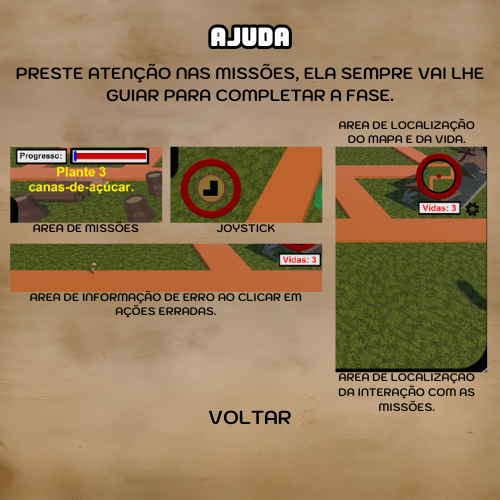 AJUDA
PRESTE ATENÇÃO NAS MISSÕES, ELA SEMPRE VAI LHE
GUIAR PARA COMPLETAR A FASE.
AREA DE LOCALIZAÇÃO
DO MAPA E DA VIDA.
Progresso:
Plante 3
canas-de-açúcar.
Vidas: 3
AREA DE MISSÕES
JOYSTICK
Vidas: 3
AREA DE INFORMAÇÃO DE ERRO AO CLICAR EM
AÇÕES ERRADAS.
AREA DE LOCALIZAÇÃO
DA INTERAÇÃO COM AS
MISSÕES.
VOLTAR